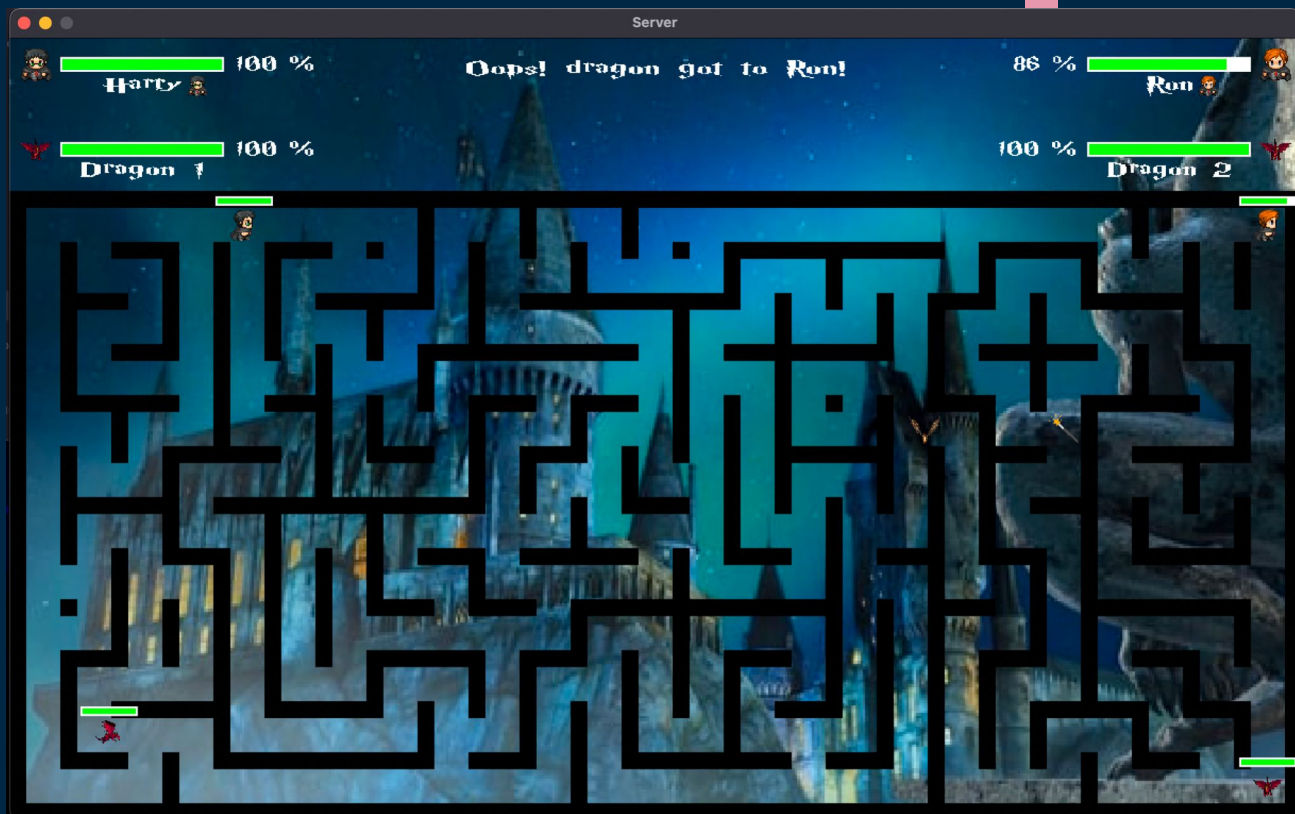 Server
100 %
Oops! dragon got to Ron!
86 %
Harry
Ron
100 %
100 %
Dragon 1
Dragon 2